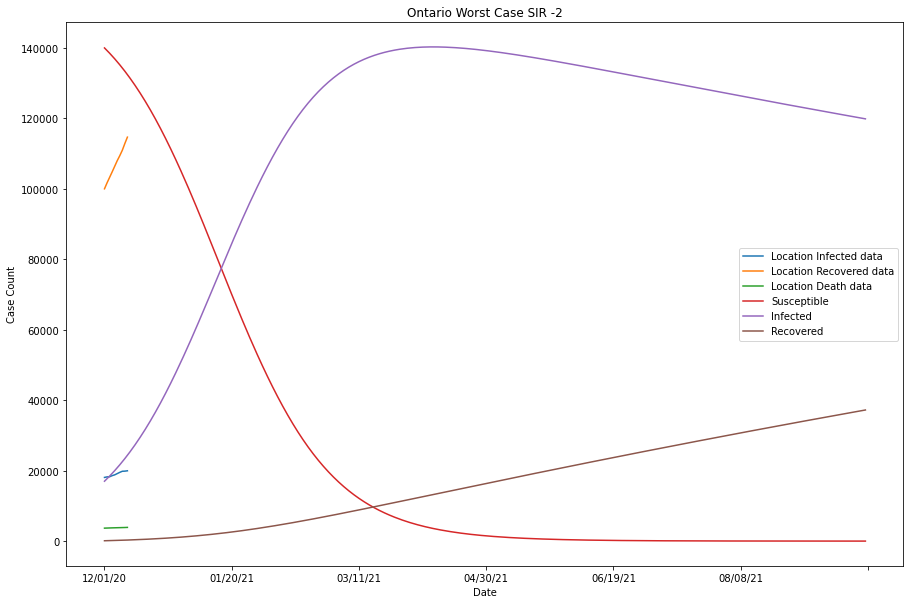 Ontario Worst Case SIR -2
140000
120000
100000
80000
60000
40000
20000
0
Case Count
Location Infected data
Location Recovered data
Location Death data
Susceptible
Infected
Recovered
12/01/20
01/20/21
03/11/21
04/30/21
06/19/21
08/08/21
Date